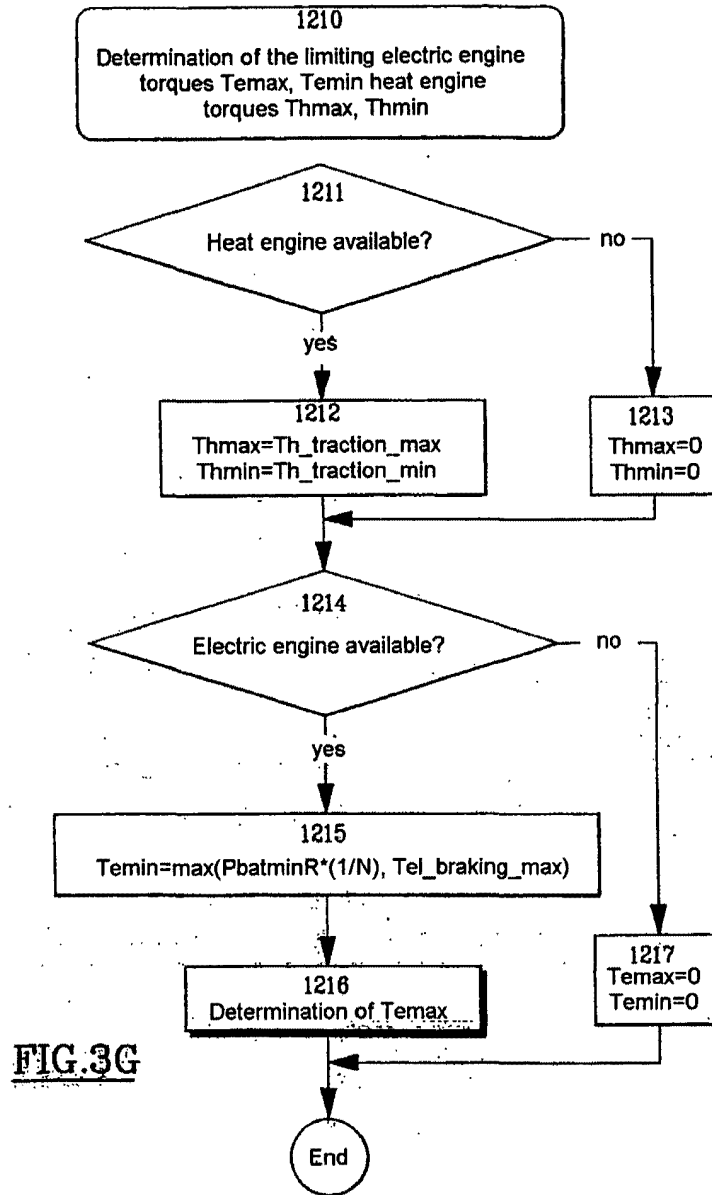 1210
Determination of the limiting electric engine
torques Temax, Temin heat engine
torques Thmax, Thmin
1211
Heat engine available?
no
yes
1212
Thmax=Th_traction_max
Thmin=Th_traction_min
1213
Thmax=0
Thmin=0
1214
Electric engine available?
no
yes
1215
Temin=max(PbatminR*(1/N), Tel_braking_max)
1216
Determination of Temax
1217
Temax=0
Temin=0
FIG.3G
End